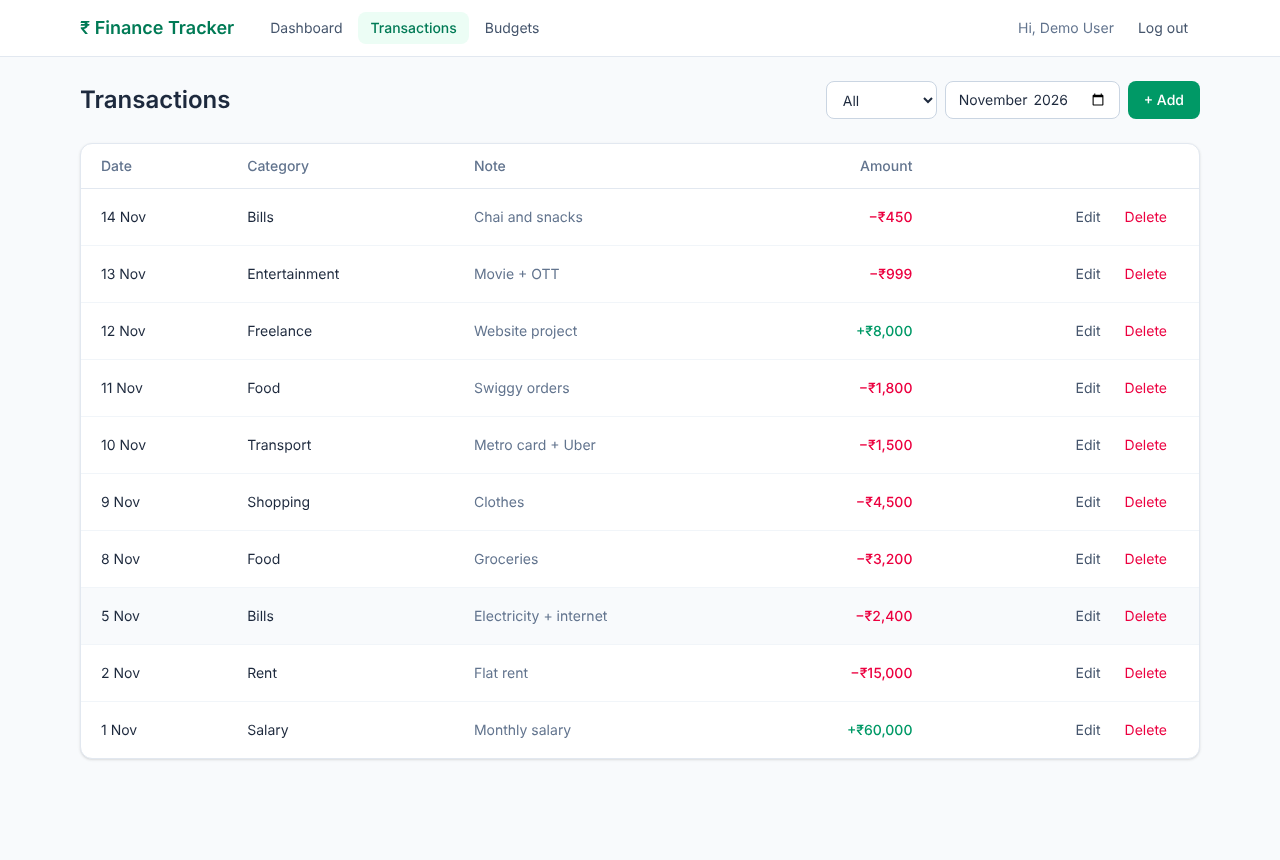 ₹ Finance Tracker Dashboard Transactions Budgets Hi, Demo User Log out
Transactions All November 2026 + Add
Date Category Note Amount
14 Nov Bills Chai and snacks −₹450 Edit Delete
13 Nov Entertainment Movie + OTT −₹999 Edit Delete
12 Nov Freelance Website project +₹8,000 Edit Delete
11 Nov Food Swiggy orders −₹1,800 Edit Delete
10 Nov Transport Metro card + Uber −₹1,500 Edit Delete
9 Nov Shopping Clothes −₹4,500 Edit Delete
8 Nov Food Groceries −₹3,200 Edit Delete
5 Nov Bills Electricity + internet −₹2,400 Edit Delete
2 Nov Rent Flat rent −₹15,000 Edit Delete
1 Nov Salary Monthly salary +₹60,000 Edit Delete